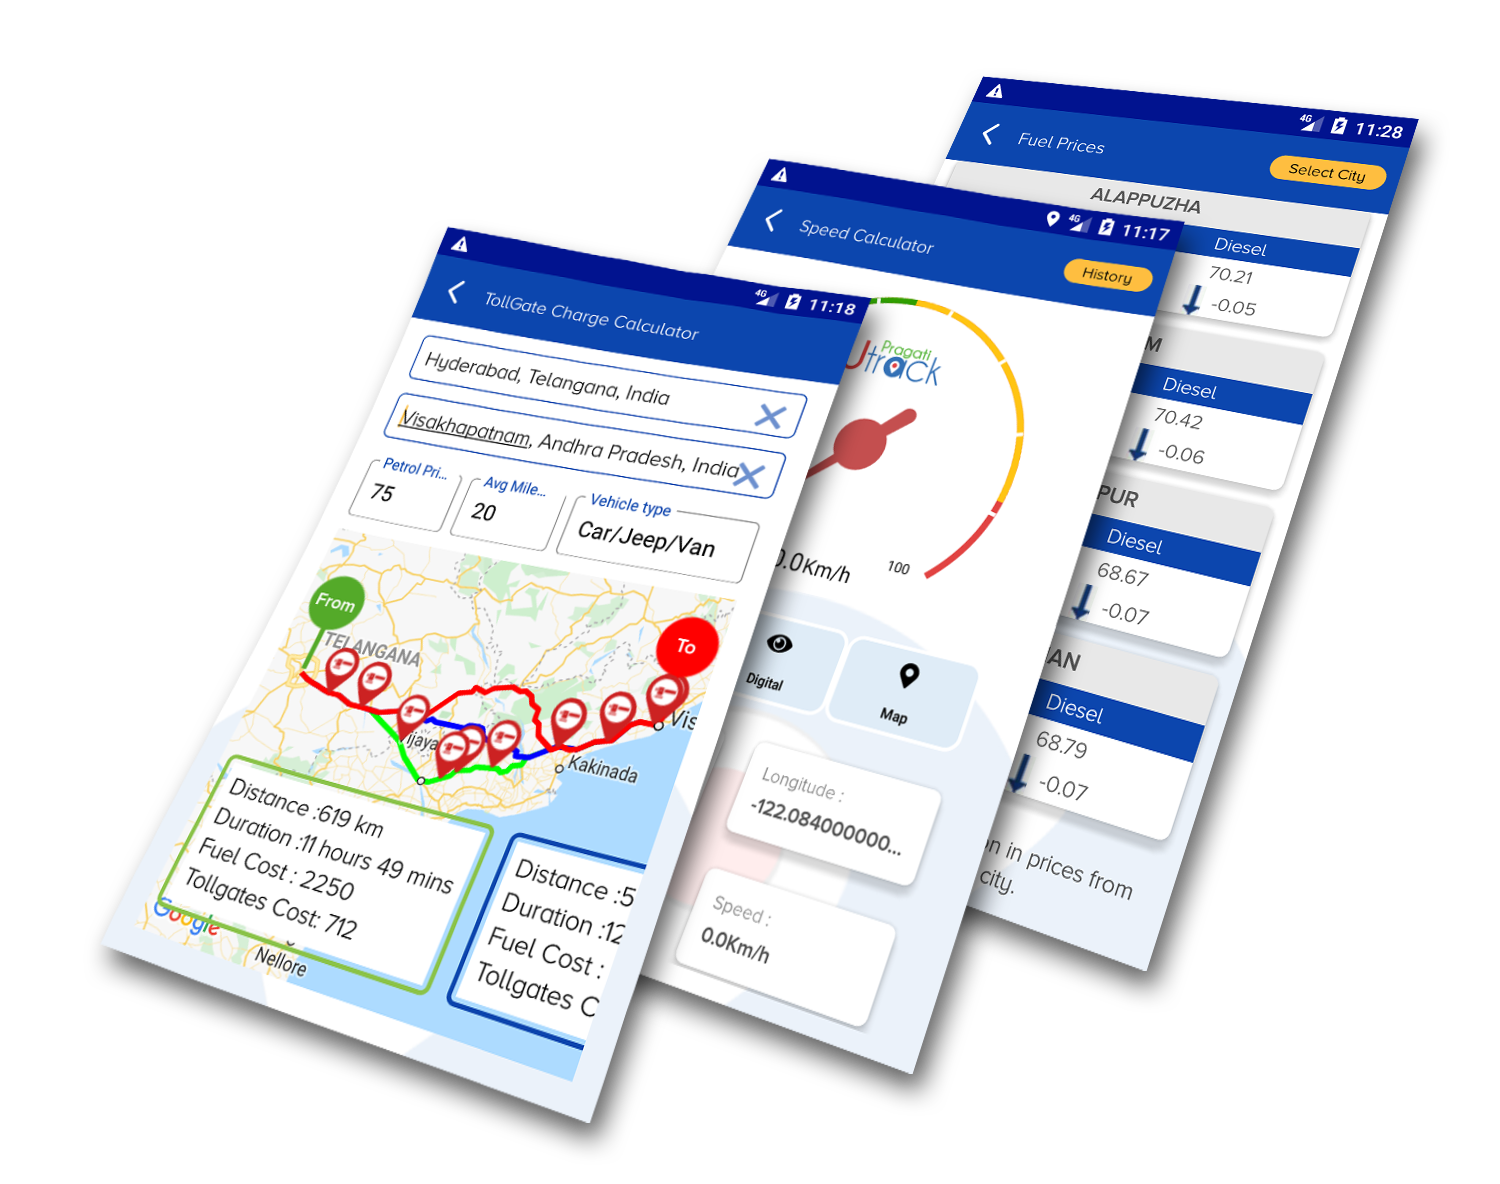 11:18
TollGate Charge Calculator
Hyderabad, Telangana, India
Visakhapatnam, Andhra Pradesh, India
Petrol Pri...
75
Avg Mile...
20
Vehicle type
Car/Jeep/Van
From
To
TELANGANA
Vis
Kakinada
Distance :619 km
Duration :11 hours 49 mins
Fuel Cost : 2250
Tollgates Cost: 712
Google
Nellore
Distance :5
Duration :12
Fuel Cost :
Tollgates C
4G
4G 11:17
Speed Calculator
History
Pragati
Utrack
0.0Km/h
100
Digital
Map
Longitude :
-122.084000000...
Speed :
0.0Km/h
4G 11:28
Fuel Prices
Select City
ALAPPUZHA
Diesel
70.21
-0.05
M
Diesel
70.42
-0.06
PUR
Diesel
68.67
-0.07
AN
Diesel
68.79
-0.07
n in prices from
city.